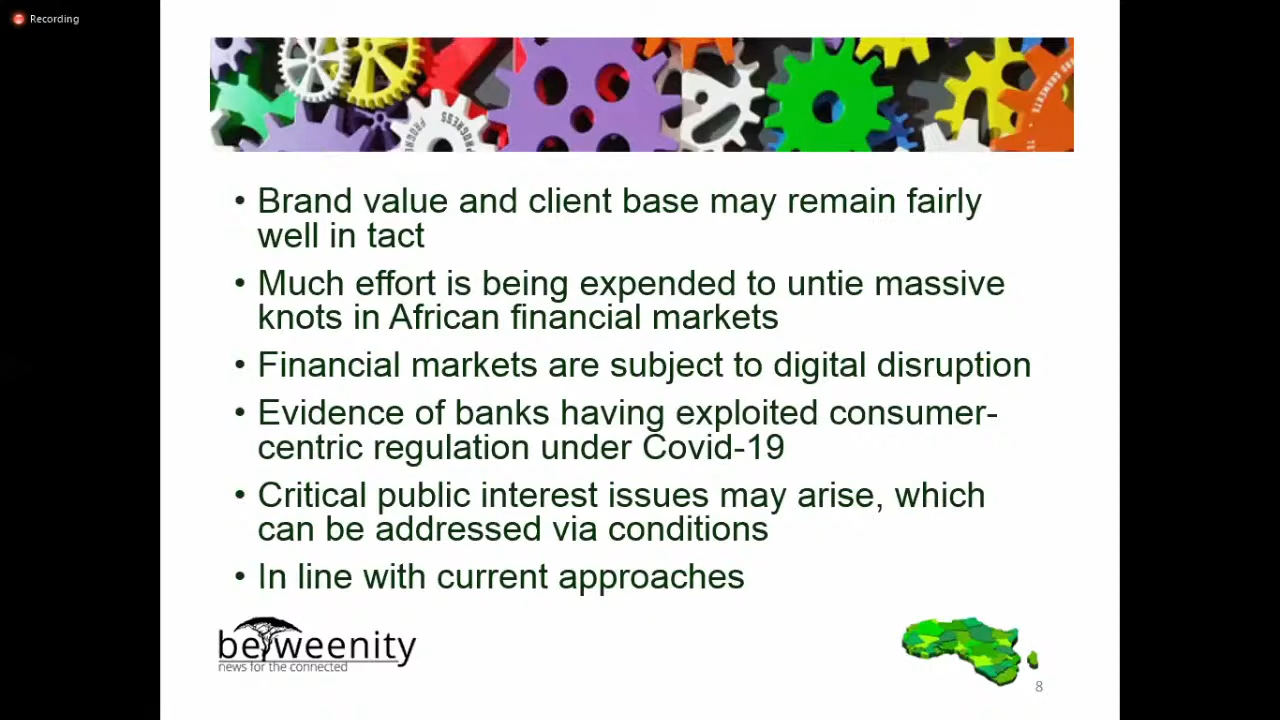 Recording
PROGRESS
• Brand value and client base may remain fairly
well in tact
• Much effort is being expended to untie massive
knots in African financial markets
• Financial markets are subject to digital disruption
• Evidence of banks having exploited consumer-
centric regulation under Covid-19
• Critical public interest issues may arise, which
can be addressed via conditions
• In line with current approaches
betweenity
news for the connected
8